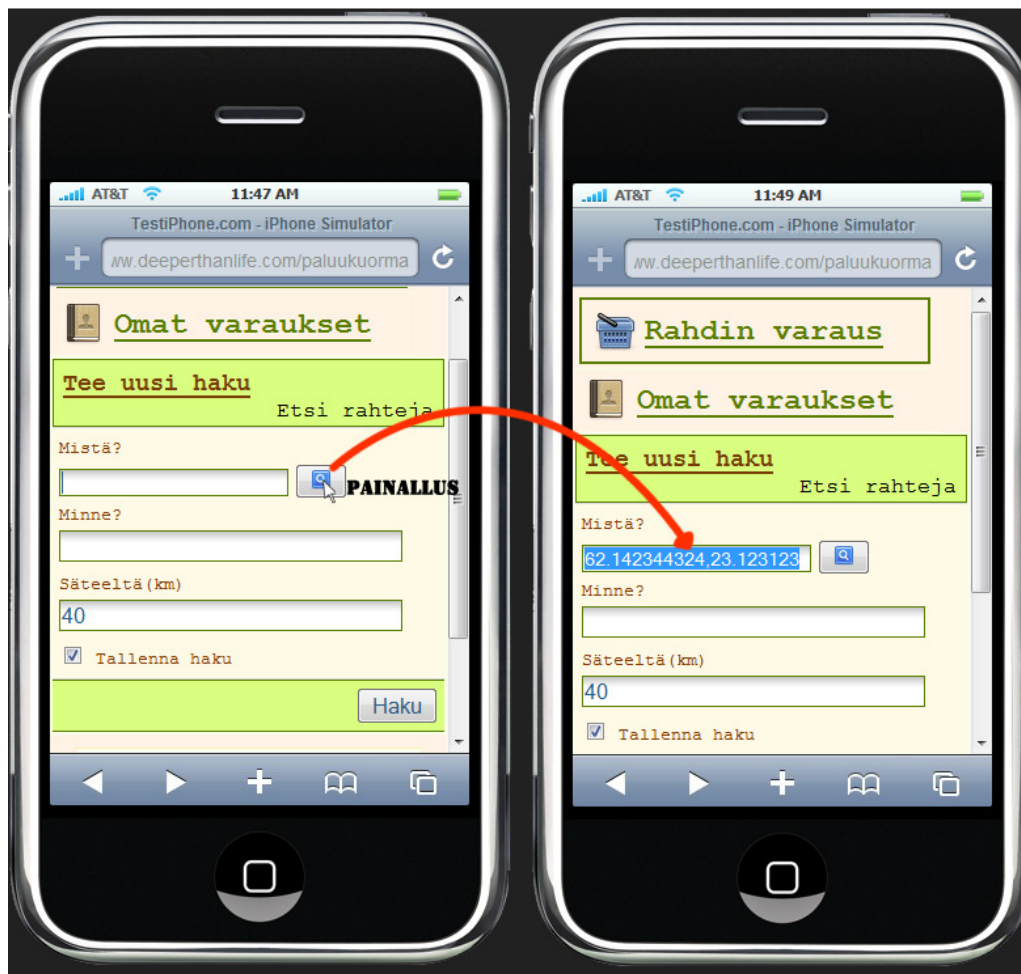 AT&T 11:47 AM
TestiPhone.com - iPhone Simulator
ww.deeperthanlife.com/paluukuorma
Omat varaukset
Tee uusi haku
Etsi rahteja
Mistä?
PAINALLUS
Minne?
Säteeltä(km)
40
Tallenna haku
Haku
AT&T 11:49 AM
TestiPhone.com - iPhone Simulator
ww.deeperthanlife.com/paluukuorma
Rahdin varaus
Omat varaukset
Tee uusi haku
Etsi rahteja
Mistä?
62.142344324,23.123123
Minne?
Säteeltä(km)
40
Tallenna haku